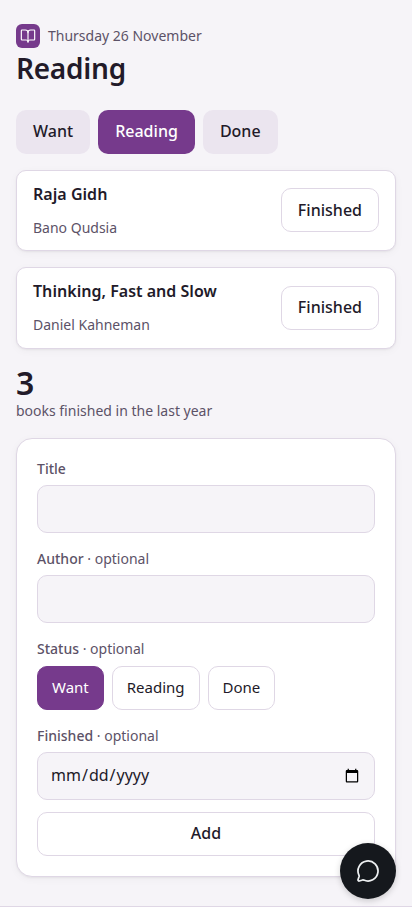 Thursday 26 November
Reading
Want Reading Done
Raja Gidh
Bano Qudsia
Finished
Thinking, Fast and Slow
Daniel Kahneman
Finished
3
books finished in the last year
Title
Author · optional
Status · optional
Want Reading Done
Finished · optional
mm/dd/yyyy
Add